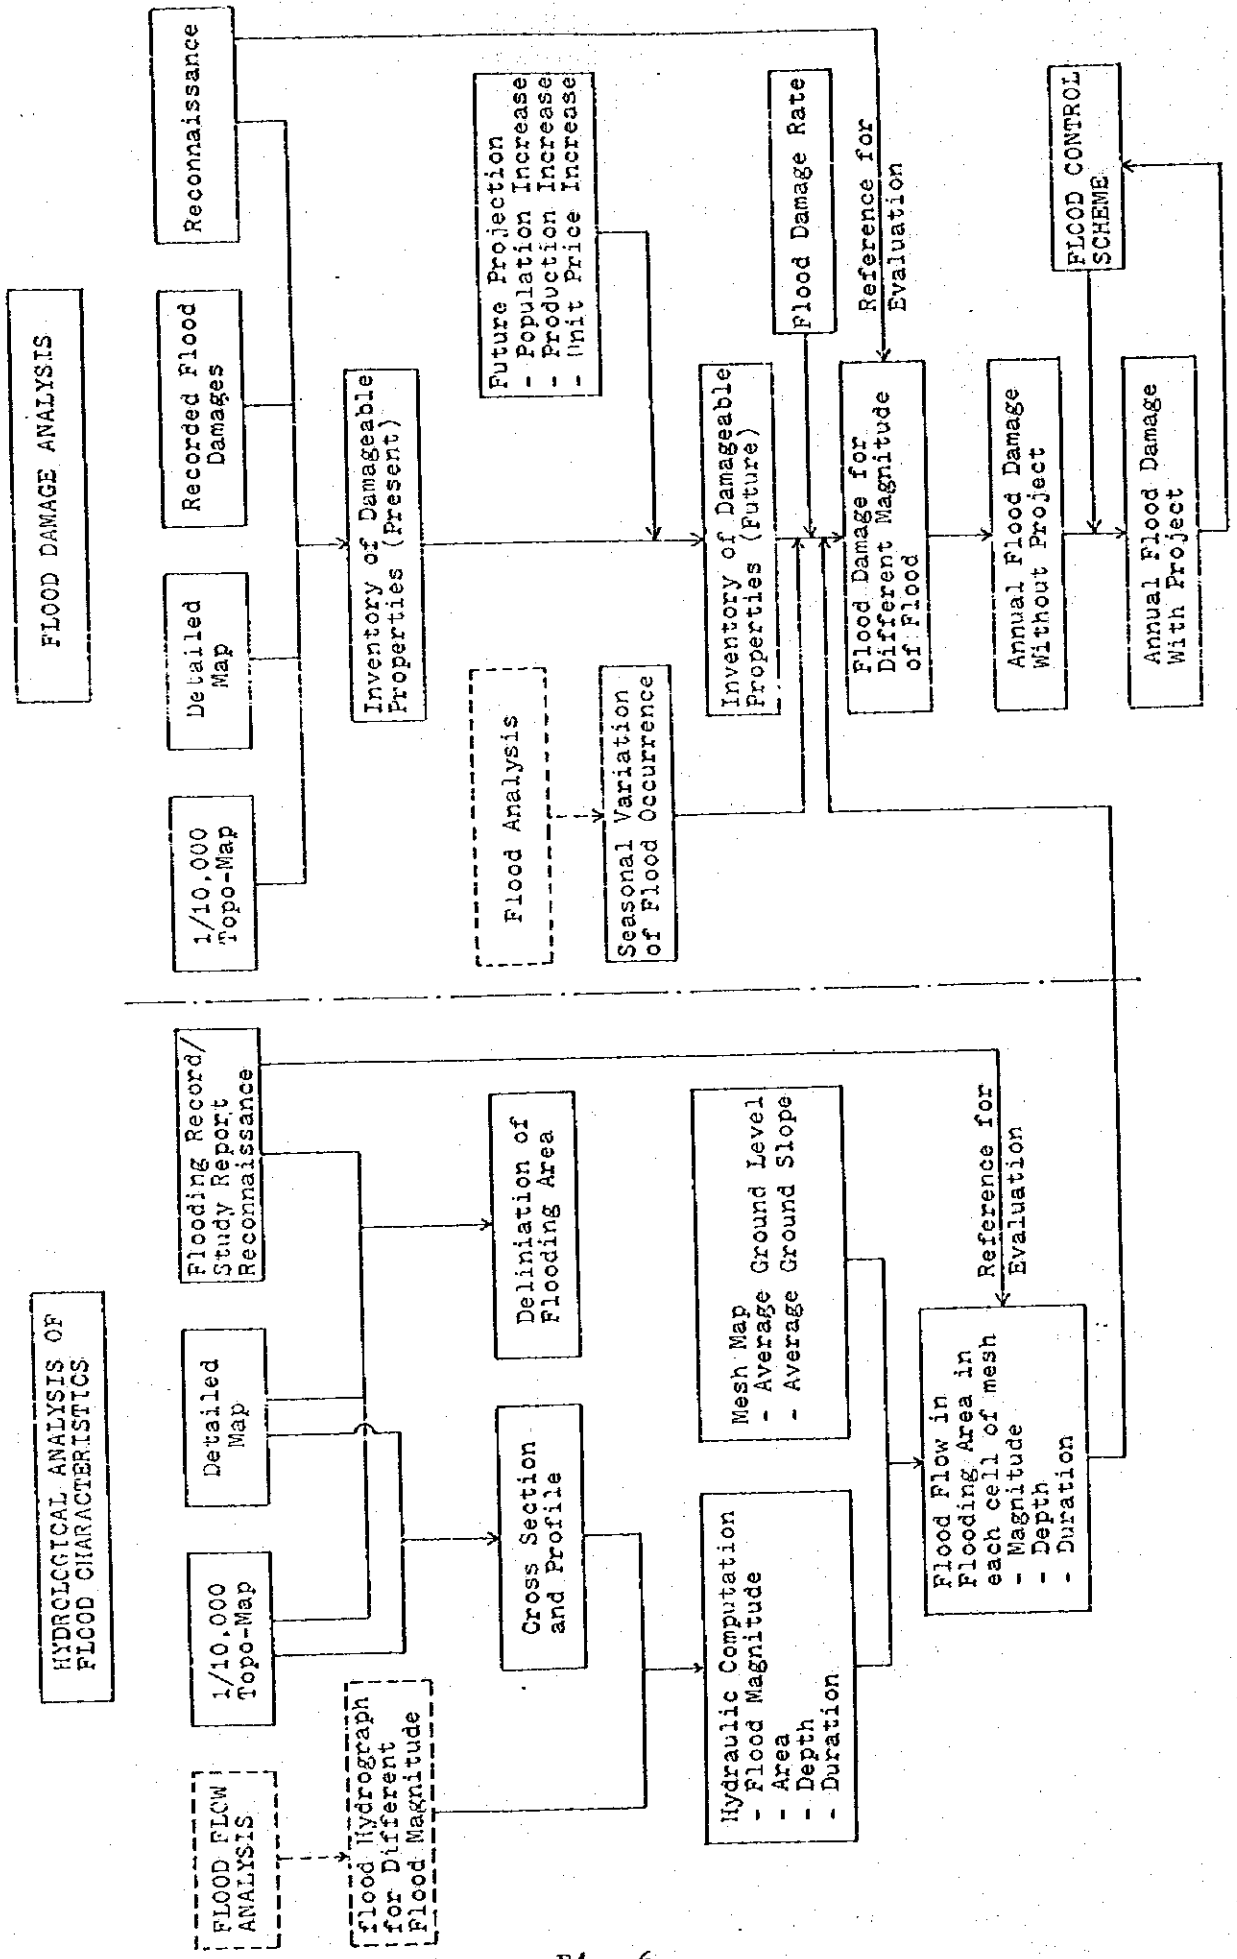 HYDROLOGICAL ANALYSIS OF
FLOOD CHARACTERISTICS
FLOOD FLOW
ANALYSIS
1/10,000
Topo-Map
Detailed
Map
Flooding Record/
Study Report
Reconnaissance
Flood Hydrograph
for Different
Flood Magnitude
Cross Section
and Profile
Deliniation of
Flooding Area
Hydraulic Computation
- Flood Magnitude
- Area
- Depth
- Duration
Mesh Map
- Average Ground Level
- Average Ground Slope
Flood Flow in
Flooding Area in
each cell of mesh
- Magnitude
- Depth
- Duration
Reference for
Evaluation
FLOOD DAMAGE ANALYSIS
1/10,000
Topo-Map
Detailed
Map
Recorded Flood
Damages
Reconnaissance
Inventory of Damageable
Properties (Present)
Flood Analysis
Future Projection
- Population Increase
- Production Increase
- Unit Price Increase
Seasonal Variation
of Flood Occurrence
Inventory of Damageable
Properties (Future)
Flood Damage Rate
Flood Damage for
Different Magnitude
of Flood
Reference for
Evaluation
Annual Flood Damage
Without Project
FLOOD CONTROL
SCHEME
Annual Flood Damage
With Project